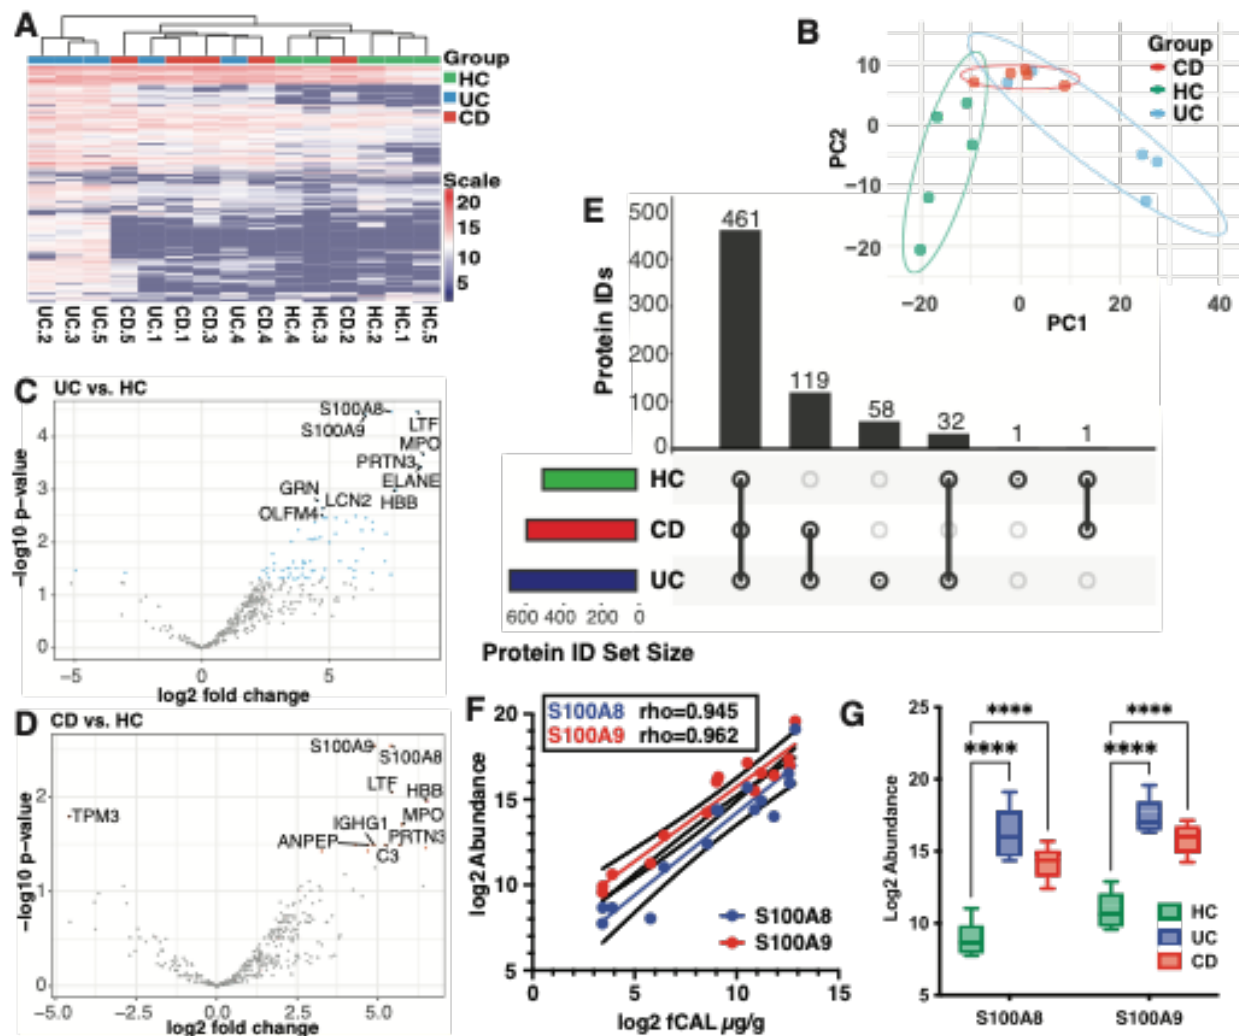 A
Group
HC
UC
CD
Scale
20
15
10
5
UC.2
UC.3
UC.5
CD.5
UC.1
CD.1
CD.3
UC.4
CD.4
HC.4
HC.3
CD.2
HC.2
HC.1
HC.5
B
Group
CD
HC
UC
PC2
10
0
−10
−20
−20 0 20 40
PC1
C UC vs. HC
−log10 p-value
4
3
2
1
0
S100A8
S100A9
LTF
MPO
PRTN3
ELANE
GRN
LCN2
HBB
OLFM4
−5 0 5
log2 fold change
D CD vs. HC
−log10 p-value
2
1
0
S100A9
S100A8
LTF
HBB
TPM3
MPO
IGHG1
ANPEP
PRTN3
C3
−5.0 −2.5 0.0 2.5 5.0
log2 fold change
E
Protein IDs
500
400
300
200
100
0
461
119
58
32
1
1
HC
CD
UC
600 400 200 0
Protein ID Set Size
F
S100A8 rho=0.945
S100A9 rho=0.962
log2 Abundance
20
15
10
5
S100A8
S100A9
0 5 10 15
log2 fCAL µg/g
G
Log2 Abundance
25
20
15
10
5
**** ****
**** ****
HC
UC
CD
S100A8 S100A9